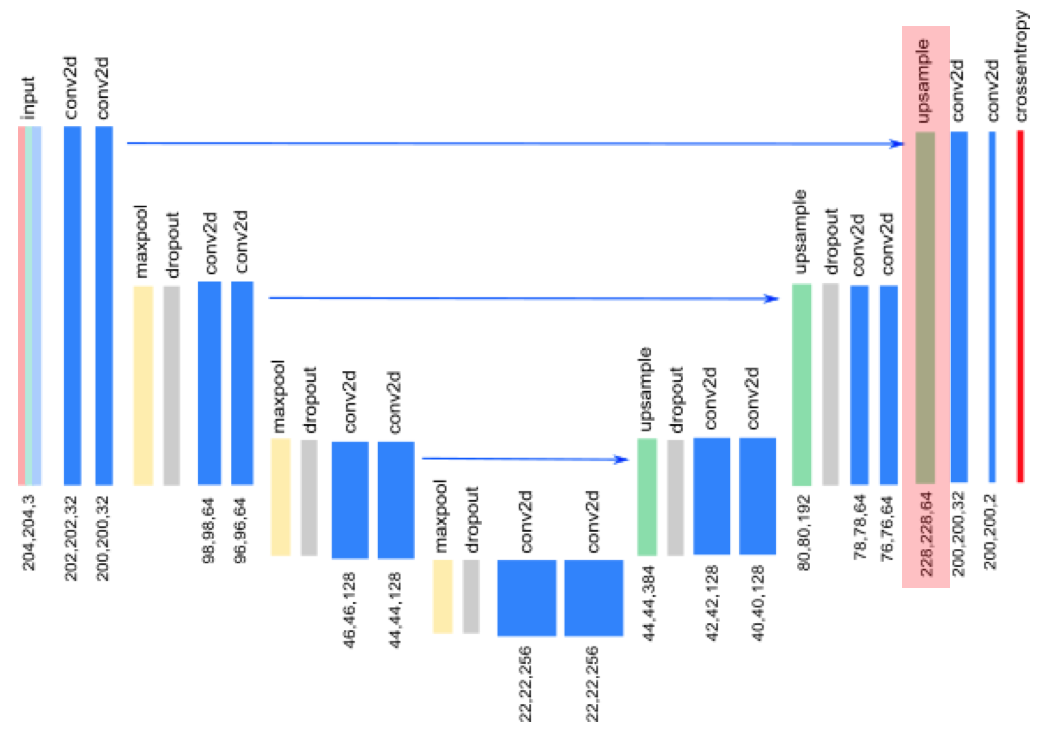 input
204,204,3
conv2d
202,202,32
conv2d
200,200,32
maxpool
dropout
conv2d
98,98,64
conv2d
96,96,64
maxpool
dropout
conv2d
46,46,128
conv2d
44,44,128
maxpool
dropout
conv2d
22,22,256
conv2d
22,22,256
upsample
44,44,384
dropout
conv2d
42,42,128
conv2d
40,40,128
upsample
80,80,192
dropout
conv2d
78,78,64
conv2d
76,76,64
upsample
228,228,64
conv2d
200,200,32
conv2d
200,200,2
crossentropy